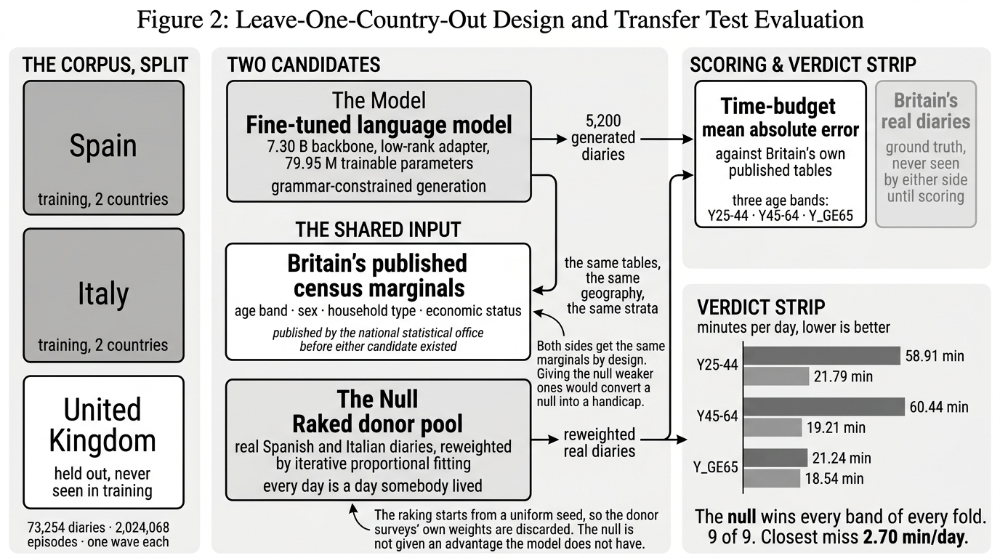 Figure 2: Leave-One-Country-Out Design and Transfer Test Evaluation
THE CORPUS, SPLIT
Spain
training, 2 countries
Italy
training, 2 countries
United
Kingdom
held out, never
seen in training
73,254 diaries · 2,024,068
episodes · one wave each
TWO CANDIDATES
The Model
Fine-tuned language model
7.30 B backbone, low-rank adapter,
79.95 M trainable parameters
grammar-constrained generation
5,200
generated
diaries
THE SHARED INPUT
Britain's published
census marginals
age band · sex · household type · economic status
published by the national statistical office
before either candidate existed
the same tables,
the same
geography,
the same strata
Both sides get the same
marginals by design.
Giving the null weaker
ones would convert a
null into a handicap.
The Null
Raked donor pool
real Spanish and Italian diaries, reweighted
by iterative proportional fitting
every day is a day somebody lived
reweighted
real diaries
The raking starts from a uniform seed, so the donor
surveys' own weights are discarded. The null is
not given an advantage the model does not have.
SCORING & VERDICT STRIP
Time-budget
mean absolute error
against Britain's own
published tables
three age bands:
Y25-44 · Y45-64 · Y_GE65
Britain's
real diaries
ground truth,
never seen
by either side
until scoring
VERDICT STRIP
minutes per day, lower is better
Y25-44
58.91 min
21.79 min
Y45-64
60.44 min
19.21 min
Y_GE65
21.24 min
18.54 min
The null wins every band of every fold.
9 of 9. Closest miss 2.70 min/day.